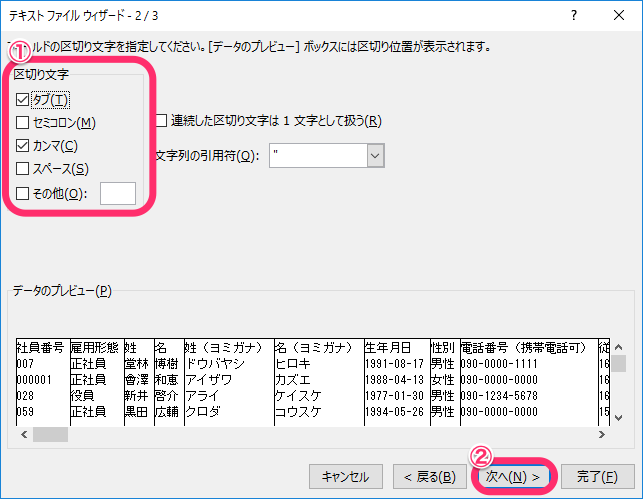 テキスト ファイル ウィザード - 2 / 3
フィールドの区切り文字を指定してください。[データのプレビュー] ボックスには区切り位置が表示されます。
①
区切り文字
タブ(T)
セミコロン(M)
カンマ(C)
スペース(S)
その他(O):
連続した区切り文字は 1 文字として扱う(R)
文字列の引用符(Q): "
データのプレビュー(P)
社員番号 雇用形態 姓 名 姓（ヨミガナ） 名（ヨミガナ） 生年月日 性別 電話番号（携帯電話可） 従
007 正社員 堂林 博樹 ドウバヤシ ヒロキ 1991-08-17 男性 090-0000-1111 16
000001 正社員 會澤 和恵 アイザワ カズエ 1988-04-13 女性 090-0000-0000 16
028 役員 新井 啓介 アライ ケイスケ 1977-01-30 男性 090-1234-5678 16
059 正社員 黒田 広輔 クロダ コウスケ 1994-05-26 男性 090-0000-0000 15
②
キャンセル < 戻る(B) 次へ(N) > 完了(F)